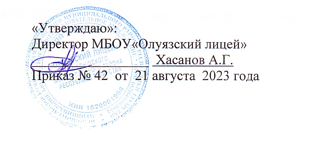 «Утверждаю»:
Директор МБОУ«Олуязский лицей»
Хасанов А.Г.
Приказ № 42 от 21 августа 2023 года